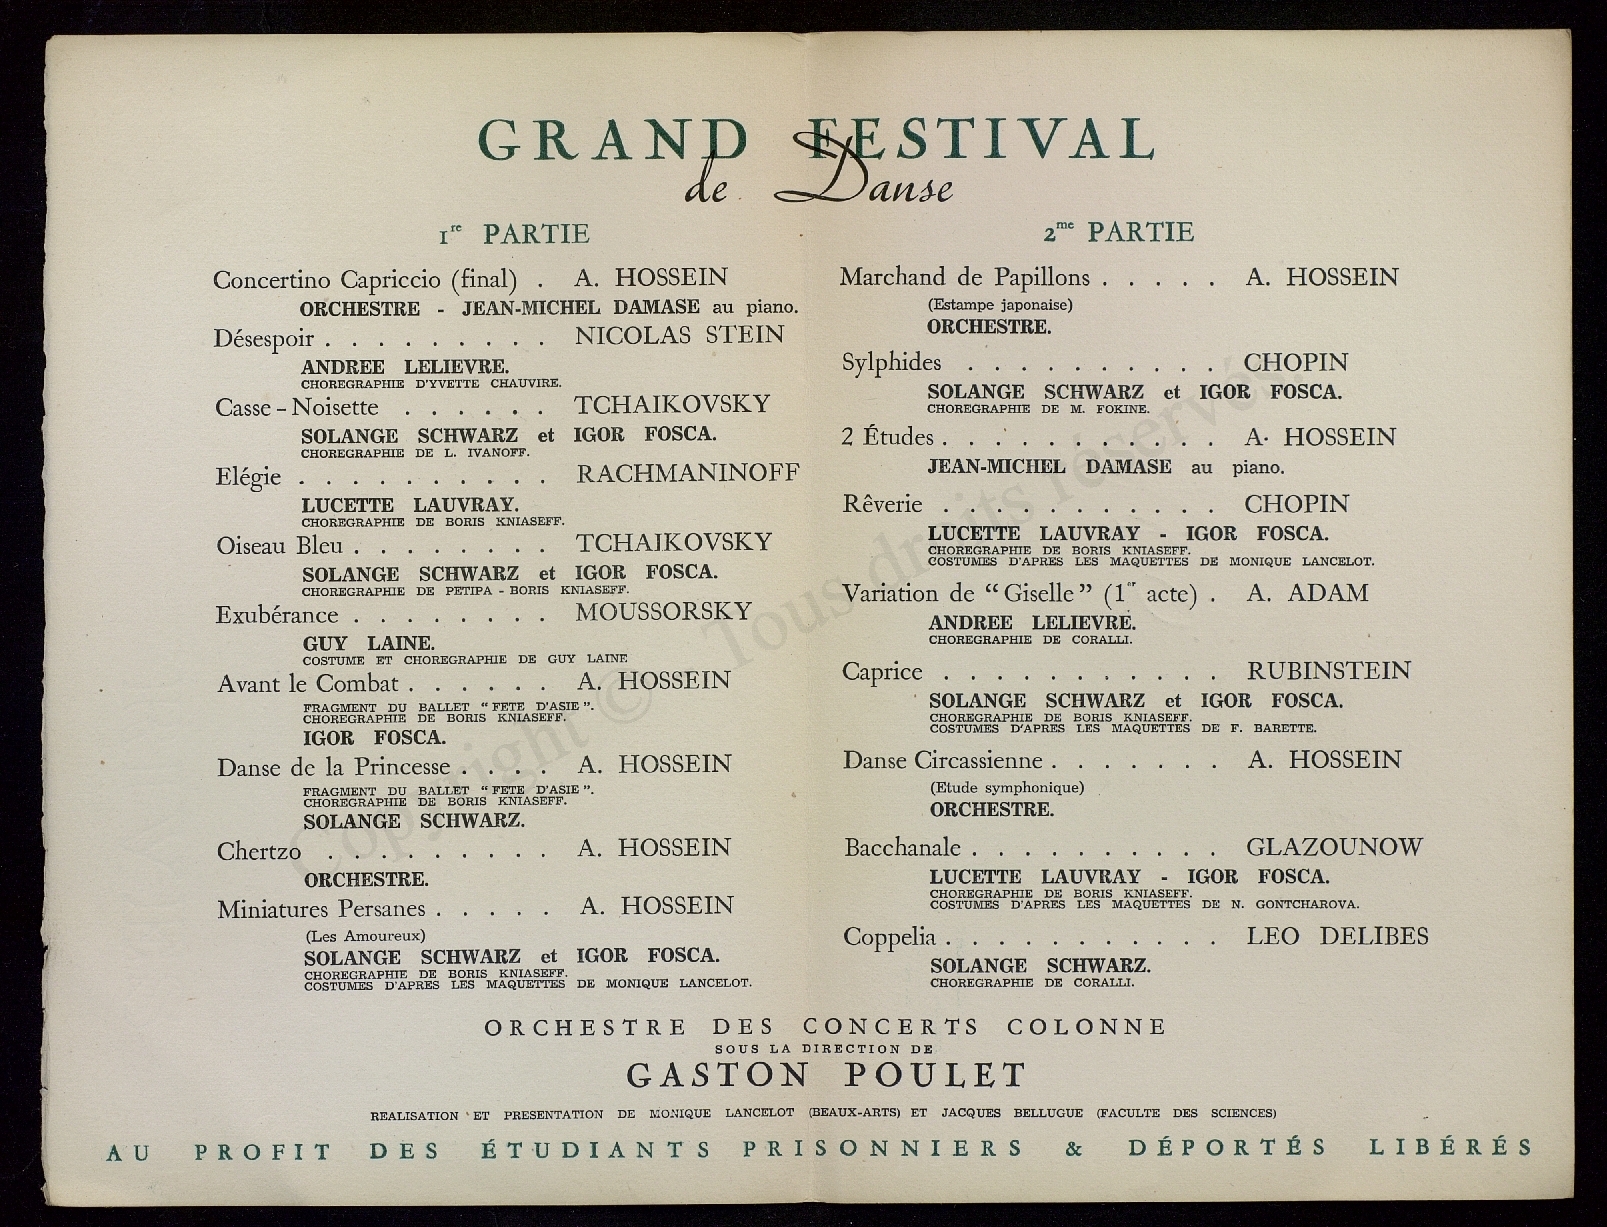 GRAND FESTIVAL
de Danse
1re PARTIE
Concertino Capriccio (final) . A. HOSSEIN
ORCHESTRE - JEAN-MICHEL DAMASE au piano.
Désespoir . . . . . . . . . NICOLAS STEIN
ANDREE LELIEVRE.
CHOREGRAPHIE D'YVETTE CHAUVIRE.
Casse-Noisette . . . . . . TCHAIKOVSKY
SOLANGE SCHWARZ et IGOR FOSCA.
CHOREGRAPHIE DE L. IVANOFF.
Elégie . . . . . . . . . . RACHMANINOFF
LUCETTE LAUVRAY.
CHOREGRAPHIE DE BORIS KNIASEFF.
Oiseau Bleu . . . . . . . . TCHAIKOVSKY
SOLANGE SCHWARZ et IGOR FOSCA.
CHOREGRAPHIE DE PETIPA - BORIS KNIASEFF.
Exubérance . . . . . . . . MOUSSORSKY
GUY LAINE.
COSTUME ET CHOREGRAPHIE DE GUY LAINE
Avant le Combat . . . . . . A. HOSSEIN
FRAGMENT DU BALLET "FETE D'ASIE".
CHOREGRAPHIE DE BORIS KNIASEFF.
IGOR FOSCA.
Danse de la Princesse . . . . A. HOSSEIN
FRAGMENT DU BALLET "FETE D'ASIE".
CHOREGRAPHIE DE BORIS KNIASEFF.
SOLANGE SCHWARZ.
Chertzo . . . . . . . . . A. HOSSEIN
ORCHESTRE.
Miniatures Persanes . . . . . A. HOSSEIN
(Les Amoureux)
SOLANGE SCHWARZ et IGOR FOSCA.
CHOREGRAPHIE DE BORIS KNIASEFF.
COSTUMES D'APRES LES MAQUETTES DE MONIQUE LANCELOT.
2me PARTIE
Marchand de Papillons . . . . . A. HOSSEIN
(Estampe japonaise)
ORCHESTRE.
Sylphides . . . . . . . . . . CHOPIN
SOLANGE SCHWARZ et IGOR FOSCA.
CHOREGRAPHIE DE M. FOKINE.
2 Études . . . . . . . . . . . A. HOSSEIN
JEAN-MICHEL DAMASE au piano.
Rêverie . . . . . . . . . . . CHOPIN
LUCETTE LAUVRAY - IGOR FOSCA.
CHOREGRAPHIE DE BORIS KNIASEFF.
COSTUMES D'APRES LES MAQUETTES DE MONIQUE LANCELOT.
Variation de "Giselle" (1er acte) . A. ADAM
ANDREE LELIEVRE.
CHOREGRAPHIE DE CORALLI.
Caprice . . . . . . . . . . . RUBINSTEIN
SOLANGE SCHWARZ et IGOR FOSCA.
CHOREGRAPHIE DE BORIS KNIASEFF.
COSTUMES D'APRES LES MAQUETTES DE F. BARETTE.
Danse Circassienne . . . . . . . A. HOSSEIN
(Etude symphonique)
ORCHESTRE.
Bacchanale . . . . . . . . . . GLAZOUNOW
LUCETTE LAUVRAY - IGOR FOSCA.
CHOREGRAPHIE DE BORIS KNIASEFF.
COSTUMES D'APRES LES MAQUETTES DE N. GONTCHAROVA.
Coppelia . . . . . . . . . . . LEO DELIBES
SOLANGE SCHWARZ.
CHOREGRAPHIE DE CORALLI.
ORCHESTRE DES CONCERTS COLONNE
SOUS LA DIRECTION DE
GASTON POULET
REALISATION ET PRESENTATION DE MONIQUE LANCELOT (BEAUX-ARTS) ET JACQUES BELLUGUE (FACULTE DES SCIENCES)
AU PROFIT DES ÉTUDIANTS PRISONNIERS & DÉPORTÉS LIBÉRÉS
Copyright © - Tous droits réservés.